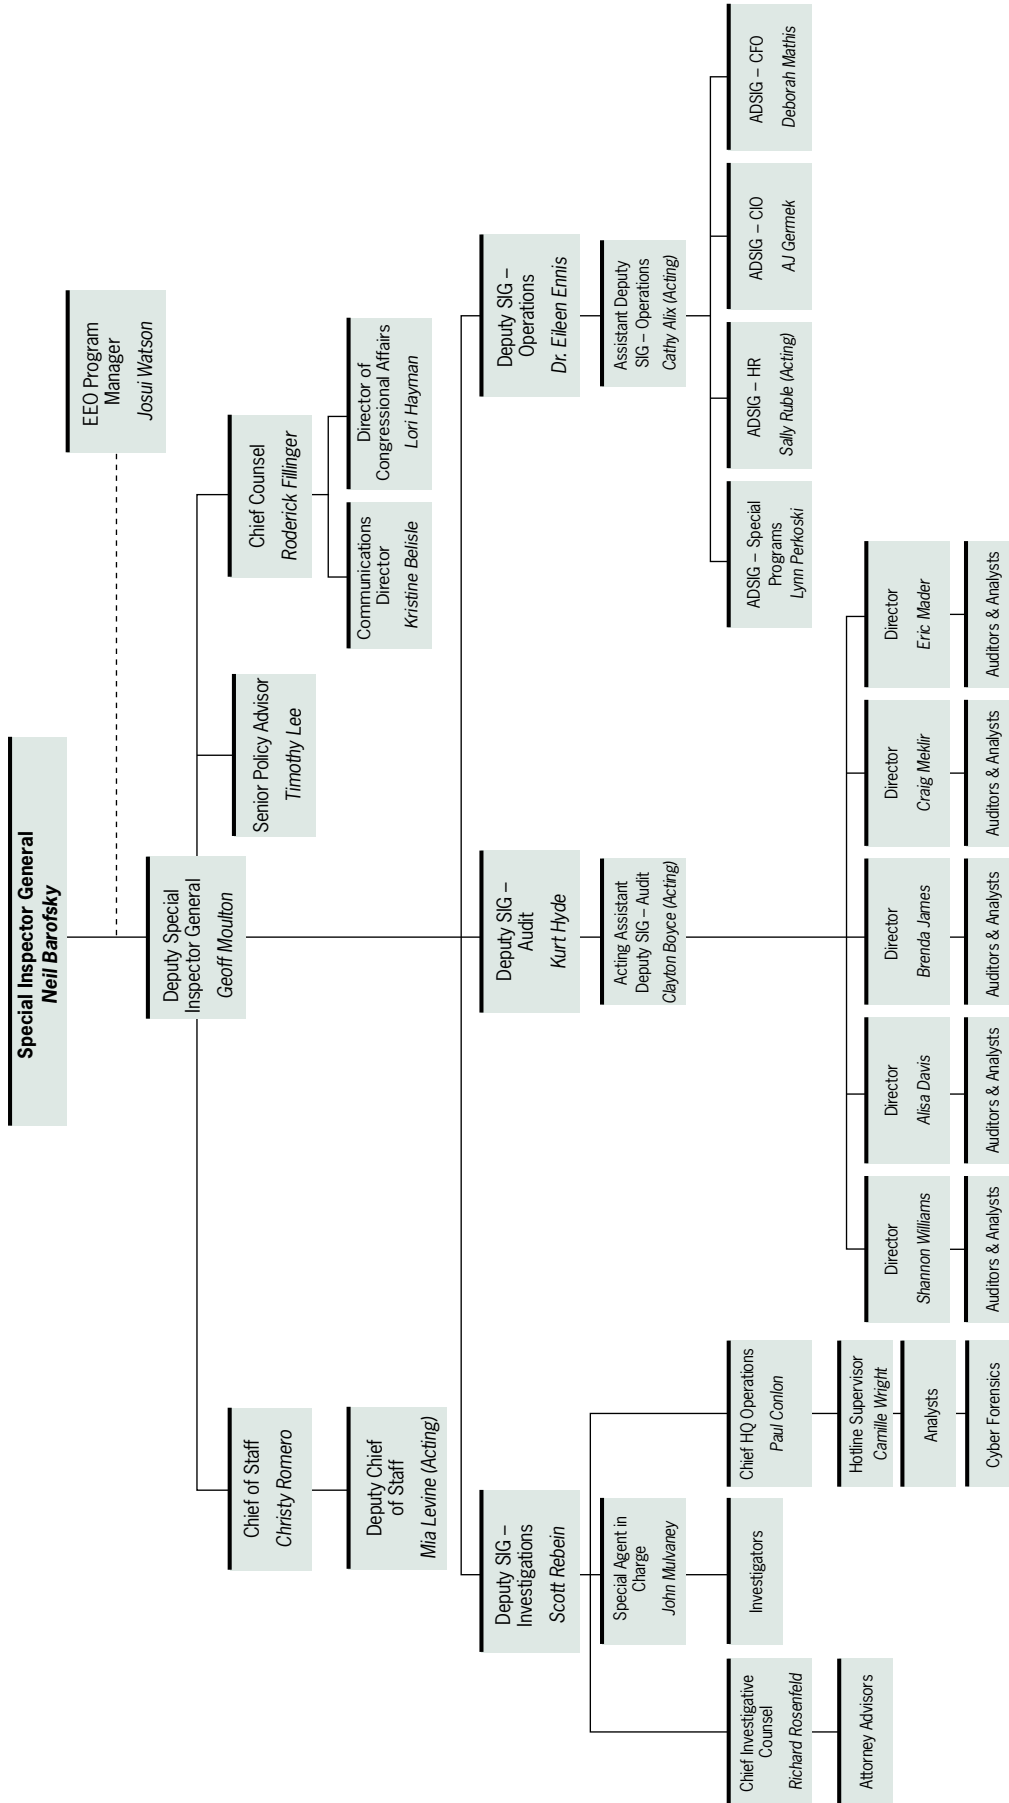 Special Inspector General
Neil Barofsky
EEO Program
Manager
Josui Watson
Deputy Special
Inspector General
Geoff Moulton
Chief of Staff
Christy Romero
Senior Policy Advisor
Timothy Lee
Chief Counsel
Roderick Fillinger
Deputy Chief
of Staff
Mia Levine (Acting)
Communications
Director
Kristine Belisle
Director of
Congressional Affairs
Lori Hayman
Deputy SIG –
Investigations
Scott Rebein
Deputy SIG –
Audit
Kurt Hyde
Deputy SIG –
Operations
Dr. Eileen Ennis
Special Agent in
Charge
John Mulvaney
Acting Assistant
Deputy SIG – Audit
Clayton Boyce (Acting)
Assistant Deputy
SIG – Operations
Cathy Alix (Acting)
Chief Investigative
Counsel
Richard Rosenfeld
Investigators
Chief HQ Operations
Paul Conlon
ADSIG – Special
Programs
Lynn Perkoski
ADSIG – HR
Sally Ruble (Acting)
ADSIG – CIO
AJ Germek
ADSIG – CFO
Deborah Mathis
Attorney Advisors
Hotline Supervisor
Camille Wright
Analysts
Cyber Forensics
Director
Shannon Williams
Director
Alisa Davis
Director
Brenda James
Director
Craig Meklir
Director
Eric Mader
Auditors & Analysts
Auditors & Analysts
Auditors & Analysts
Auditors & Analysts
Auditors & Analysts